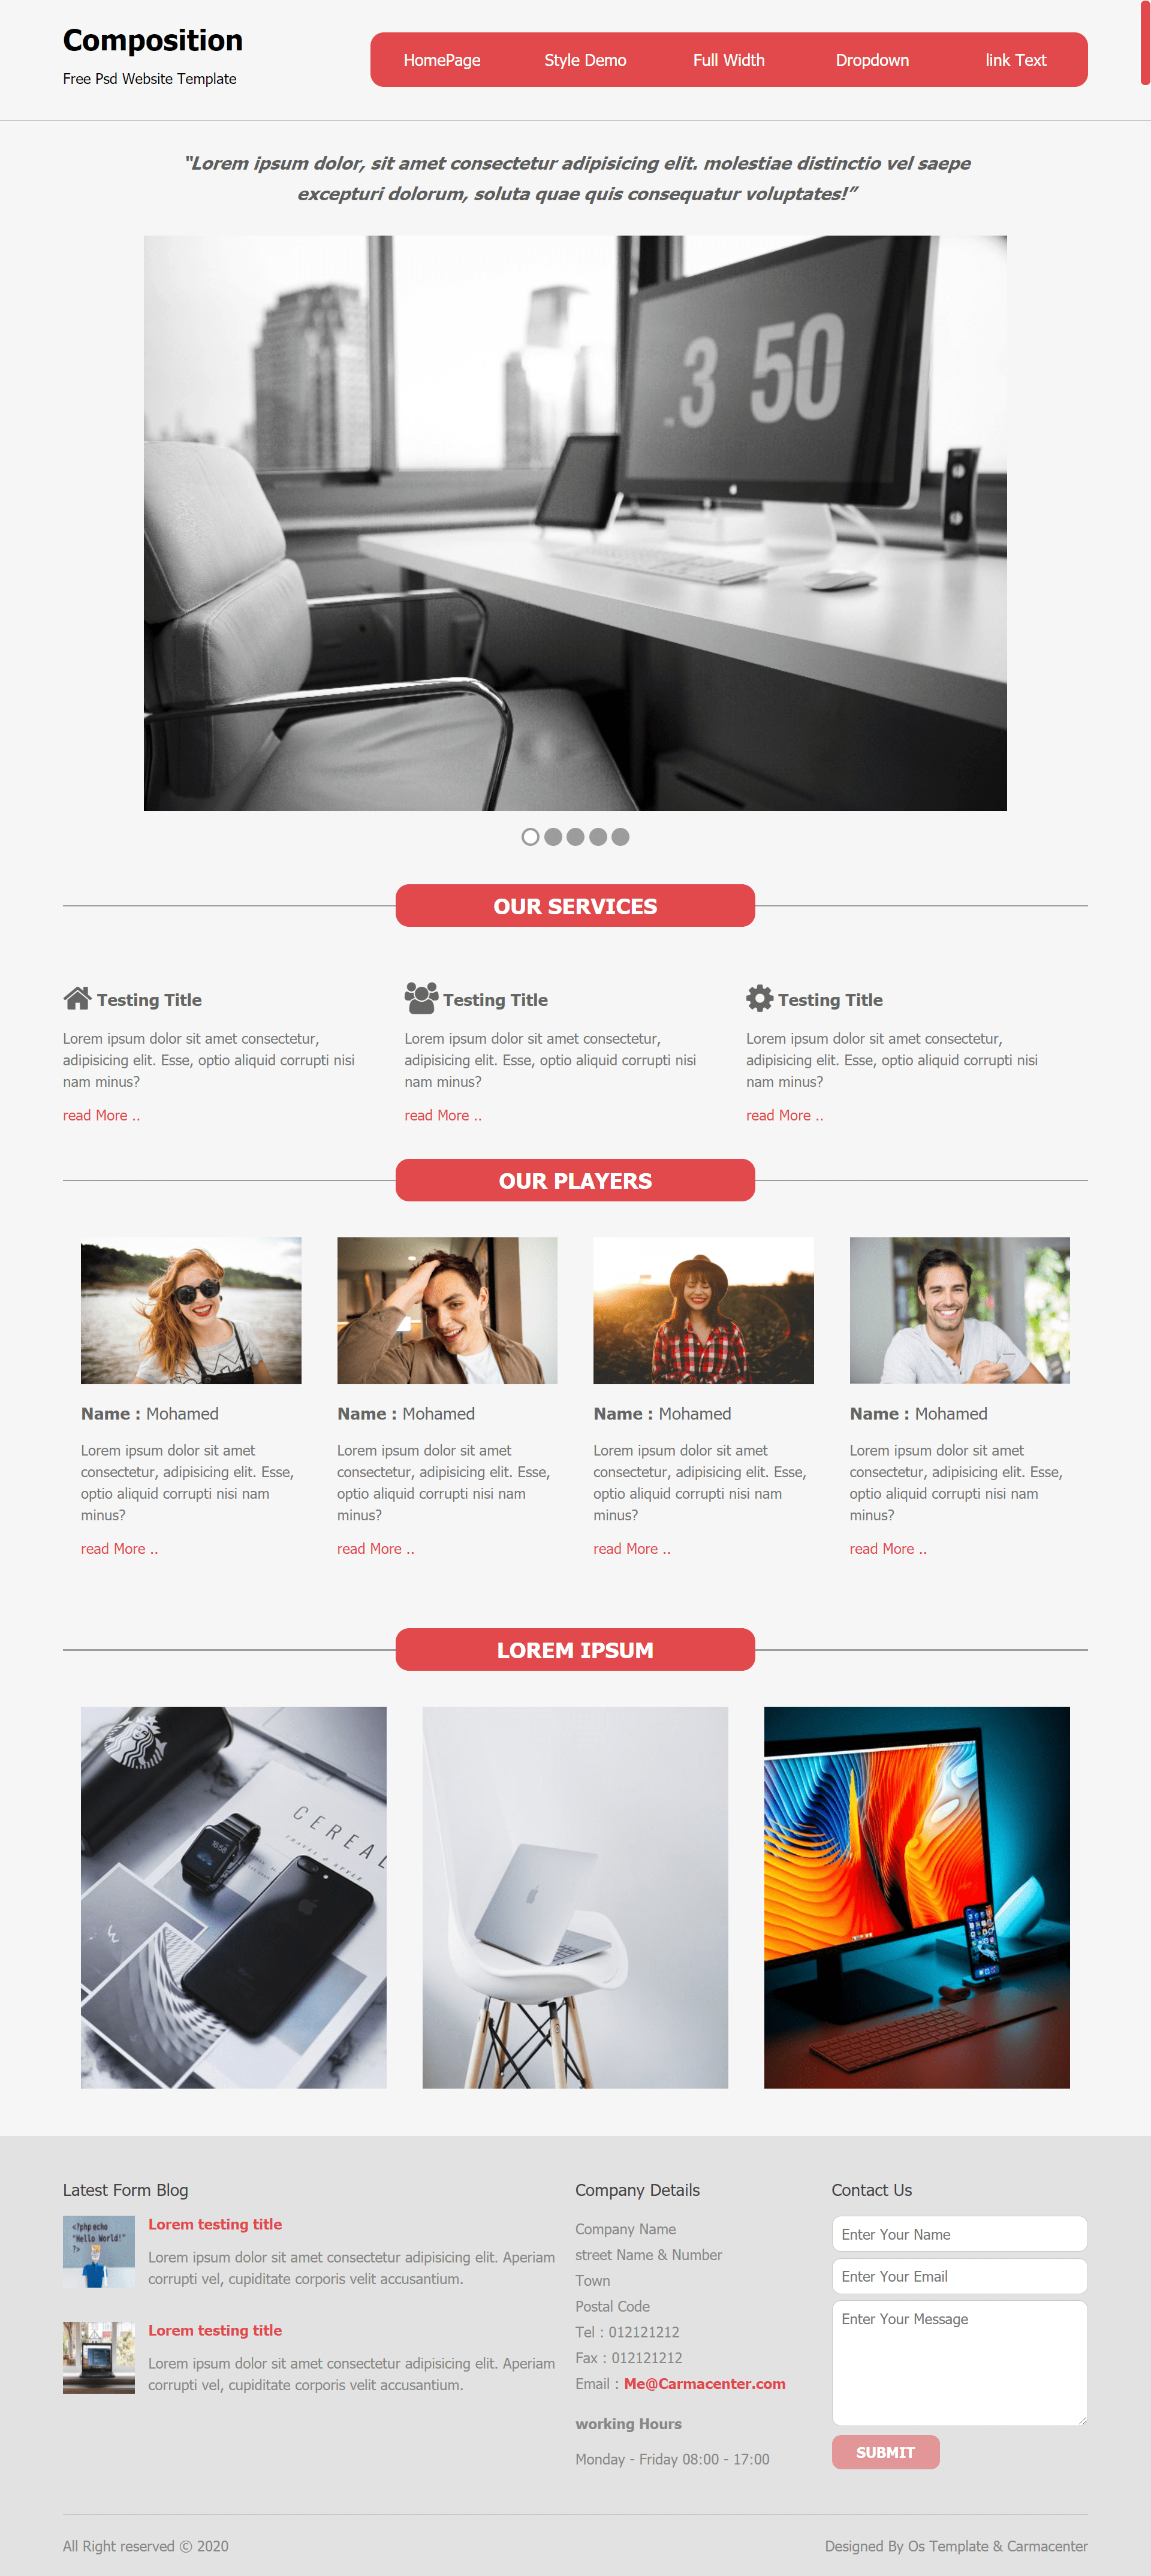 Composition
Free Psd Website Template
HomePage Style Demo Full Width Dropdown link Text
“Lorem ipsum dolor, sit amet consectetur adipisicing elit. molestiae distinctio vel saepe
excepturi dolorum, soluta quae quis consequatur voluptates!”
3 50
OUR SERVICES
Testing Title
Lorem ipsum dolor sit amet consectetur,
adipisicing elit. Esse, optio aliquid corrupti nisi
nam minus?
read More ..
Testing Title
Lorem ipsum dolor sit amet consectetur,
adipisicing elit. Esse, optio aliquid corrupti nisi
nam minus?
read More ..
Testing Title
Lorem ipsum dolor sit amet consectetur,
adipisicing elit. Esse, optio aliquid corrupti nisi
nam minus?
read More ..
OUR PLAYERS
Name : Mohamed
Lorem ipsum dolor sit amet
consectetur, adipisicing elit. Esse,
optio aliquid corrupti nisi nam
minus?
read More ..
Name : Mohamed
Lorem ipsum dolor sit amet
consectetur, adipisicing elit. Esse,
optio aliquid corrupti nisi nam
minus?
read More ..
Name : Mohamed
Lorem ipsum dolor sit amet
consectetur, adipisicing elit. Esse,
optio aliquid corrupti nisi nam
minus?
read More ..
Name : Mohamed
Lorem ipsum dolor sit amet
consectetur, adipisicing elit. Esse,
optio aliquid corrupti nisi nam
minus?
read More ..
LOREM IPSUM
CEREAL
TRAVEL & STYLE
16:58
Latest Form Blog
<?php echo
"Hello World!"
?>
Lorem testing title
Lorem ipsum dolor sit amet consectetur adipisicing elit. Aperiam
corrupti vel, cupiditate corporis velit accusantium.
Lorem testing title
Lorem ipsum dolor sit amet consectetur adipisicing elit. Aperiam
corrupti vel, cupiditate corporis velit accusantium.
Company Details
Company Name
street Name & Number
Town
Postal Code
Tel : 012121212
Fax : 012121212
Email : Me@Carmacenter.com
working Hours
Monday - Friday 08:00 - 17:00
Contact Us
Enter Your Name
Enter Your Email
Enter Your Message
SUBMIT
All Right reserved © 2020
Designed By Os Template & Carmacenter